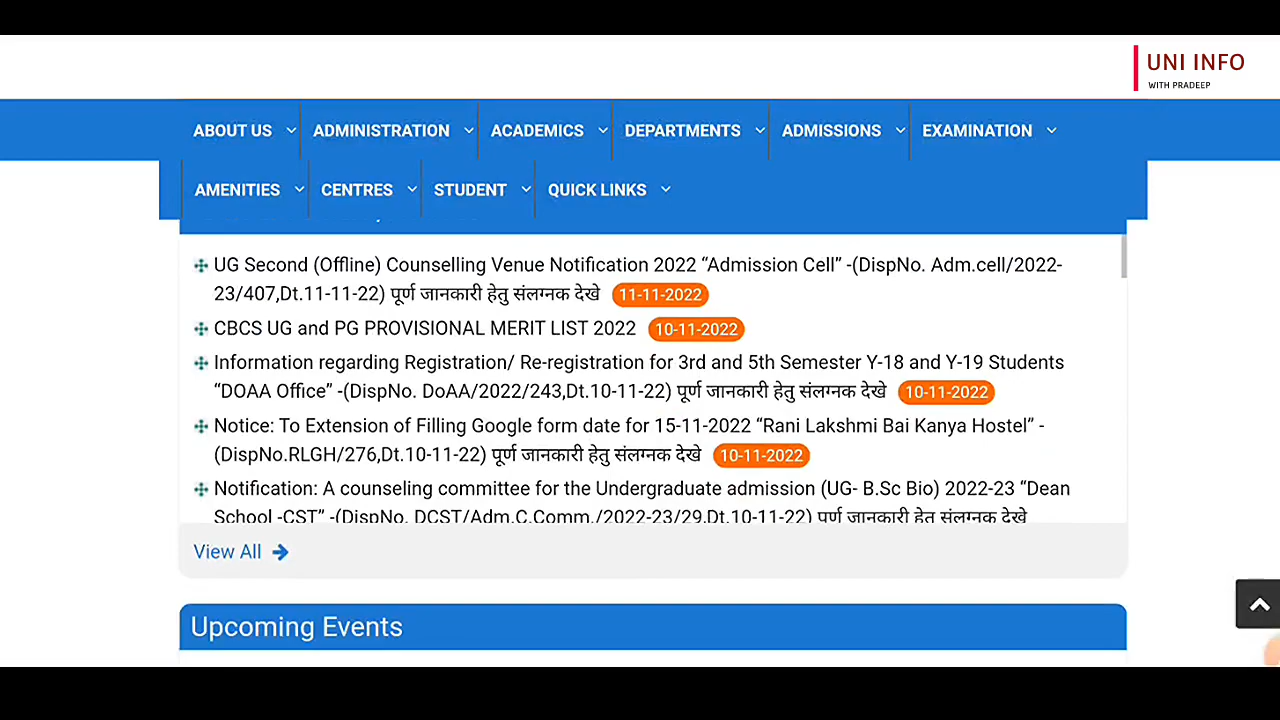 UNI INFO
WITH PRADEEP
ABOUT US ADMINISTRATION ACADEMICS DEPARTMENTS ADMISSIONS EXAMINATION
AMENITIES CENTRES STUDENT QUICK LINKS
UG Second (Offline) Counselling Venue Notification 2022 “Admission Cell” -(DispNo. Adm.cell/2022-
23/407,Dt.11-11-22) पूर्ण जानकारी हेतु संलग्नक देखे 11-11-2022
CBCS UG and PG PROVISIONAL MERIT LIST 2022 10-11-2022
Information regarding Registration/ Re-registration for 3rd and 5th Semester Y-18 and Y-19 Students
“DOAA Office” -(DispNo. DoAA/2022/243,Dt.10-11-22) पूर्ण जानकारी हेतु संलग्नक देखे 10-11-2022
Notice: To Extension of Filling Google form date for 15-11-2022 “Rani Lakshmi Bai Kanya Hostel” -
(DispNo.RLGH/276,Dt.10-11-22) पूर्ण जानकारी हेतु संलग्नक देखे 10-11-2022
Notification: A counseling committee for the Undergraduate admission (UG- B.Sc Bio) 2022-23 “Dean
School -CST” -(DispNo. DCST/Adm.C.Comm./2022-23/29,Dt.10-11-22) पूर्ण जानकारी हेतु संलग्नक देखे
View All
Upcoming Events